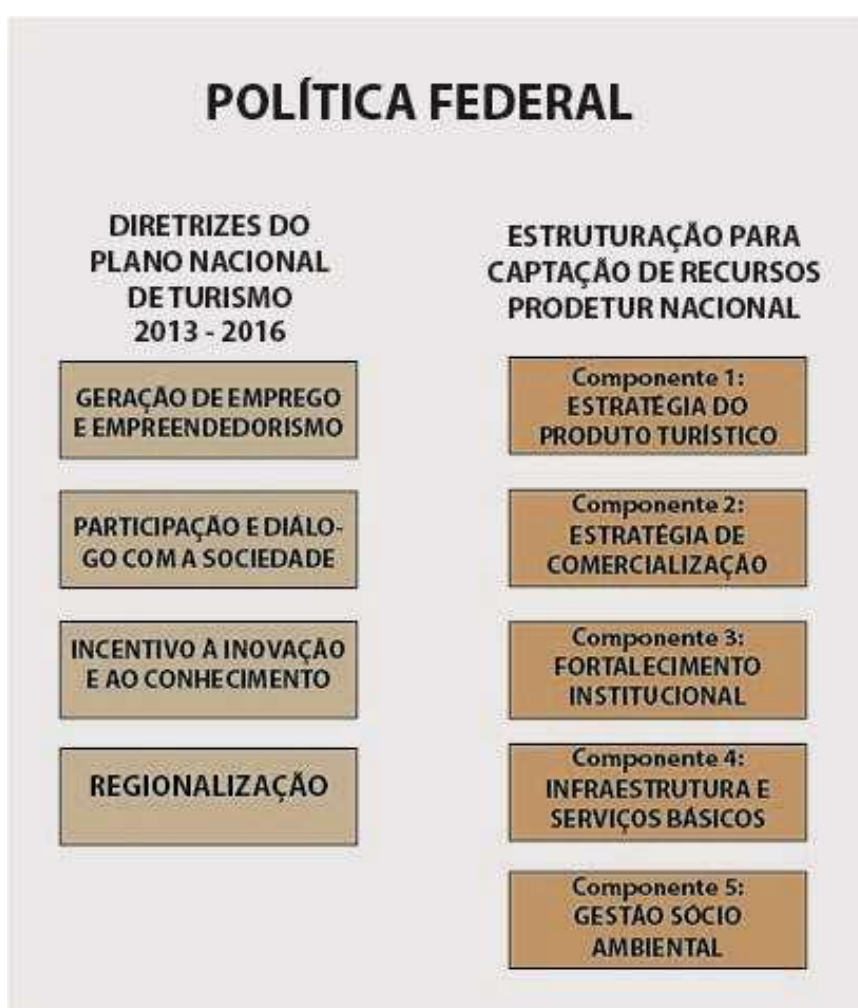 POLÍTICA FEDERAL
DIRETRIZES DO
PLANO NACIONAL
DE TURISMO
2013 - 2016
GERAÇÃO DE EMPREGO
E EMPREENDEDORISMO
PARTICIPAÇÃO E DIÁLO-
GO COM A SOCIEDADE
INCENTIVO À INOVAÇÃO
E AO CONHECIMENTO
REGIONALIZAÇÃO
ESTRUTURAÇÃO PARA
CAPTAÇÃO DE RECURSOS
PRODETUR NACIONAL
Componente 1:
ESTRATÉGIA DO
PRODUTO TURÍSTICO
Componente 2:
ESTRATÉGIA DE
COMERCIALIZAÇÃO
Componente 3:
FORTALECIMENTO
INSTITUCIONAL
Componente 4:
INFRAESTRUTURA E
SERVIÇOS BÁSICOS
Componente 5:
GESTÃO SÓCIO
AMBIENTAL